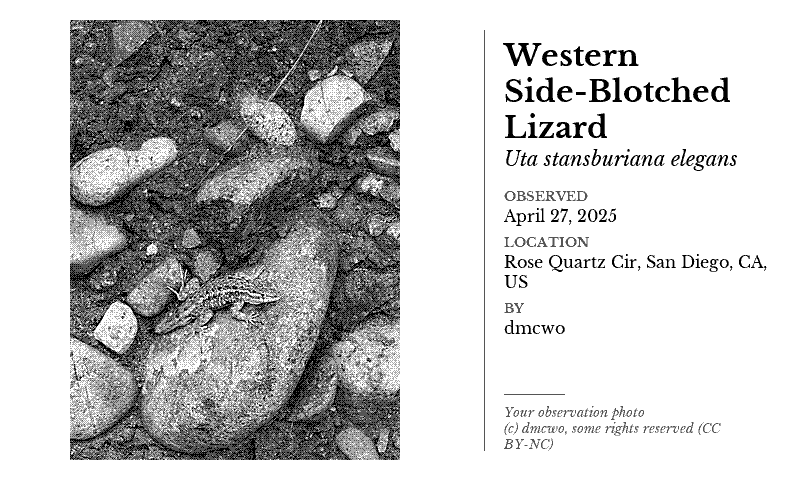 Western
Side-Blotched
Lizard
Uta stansburiana elegans
OBSERVED
April 27, 2025
LOCATION
Rose Quartz Cir, San Diego, CA,
US
BY
dmcwo
Your observation photo
(c) dmcwo, some rights reserved (CC
BY-NC)